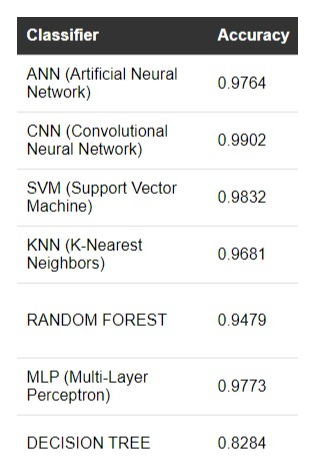 Classifier Accuracy
ANN (Artificial Neural
Network) 0.9764
CNN (Convolutional
Neural Network) 0.9902
SVM (Support Vector
Machine) 0.9832
KNN (K-Nearest
Neighbors) 0.9681
RANDOM FOREST 0.9479
MLP (Multi-Layer
Perceptron) 0.9773
DECISION TREE 0.8284